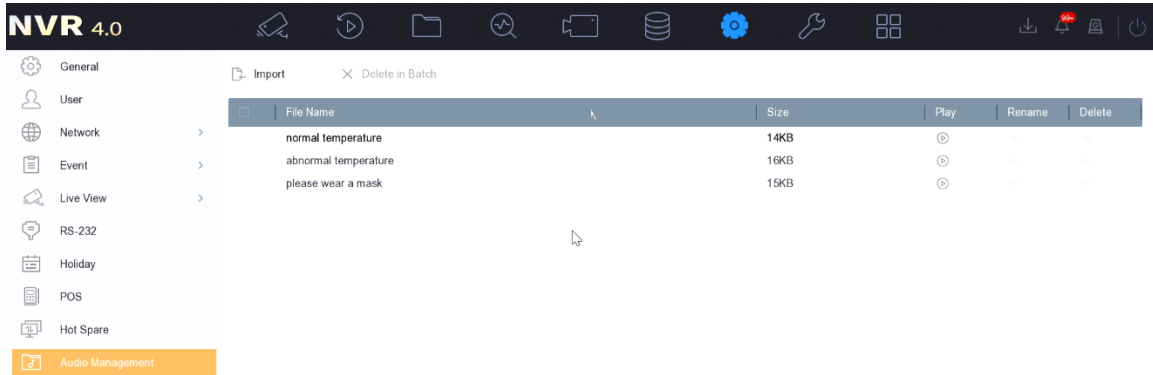 NVR 4.0
99+
General
User
Network
Event
Live View
RS-232
Holiday
POS
Hot Spare
Audio Management
Import Delete in Batch
File Name Size Play Rename Delete
normal temperature 14KB
abnormal temperature 16KB
please wear a mask 15KB